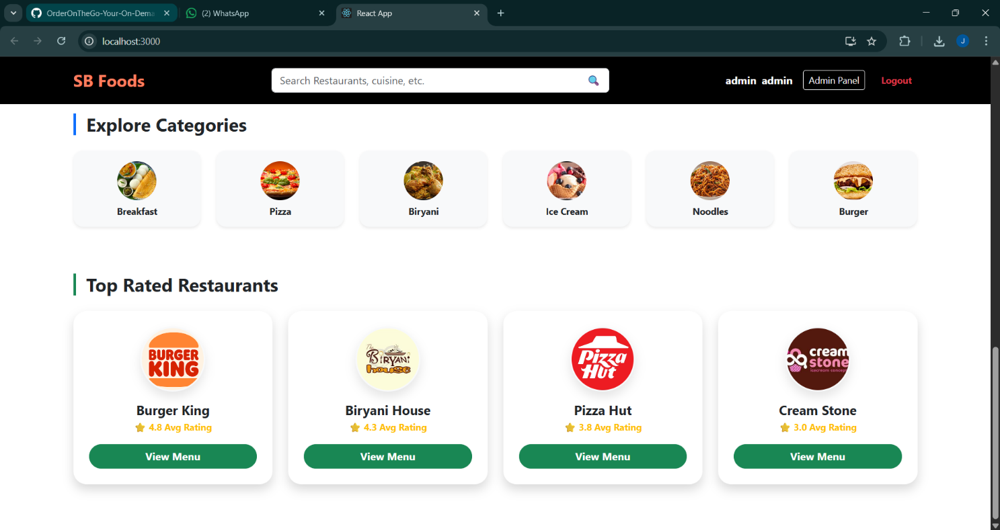 OrderOnTheGo-Your-On-Dema
(2) WhatsApp
React App
localhost:3000
J
SB Foods
Search Restaurants, cuisine, etc.
admin admin
Admin Panel
Logout
Explore Categories
Breakfast
Pizza
Biryani
Ice Cream
Noodles
Burger
Top Rated Restaurants
BURGER
KING
The
BIRYANI
house
Pizza
Hut
cream
stone
icecream concept
Burger King
4.8 Avg Rating
View Menu
Biryani House
4.3 Avg Rating
View Menu
Pizza Hut
3.8 Avg Rating
View Menu
Cream Stone
3.0 Avg Rating
View Menu